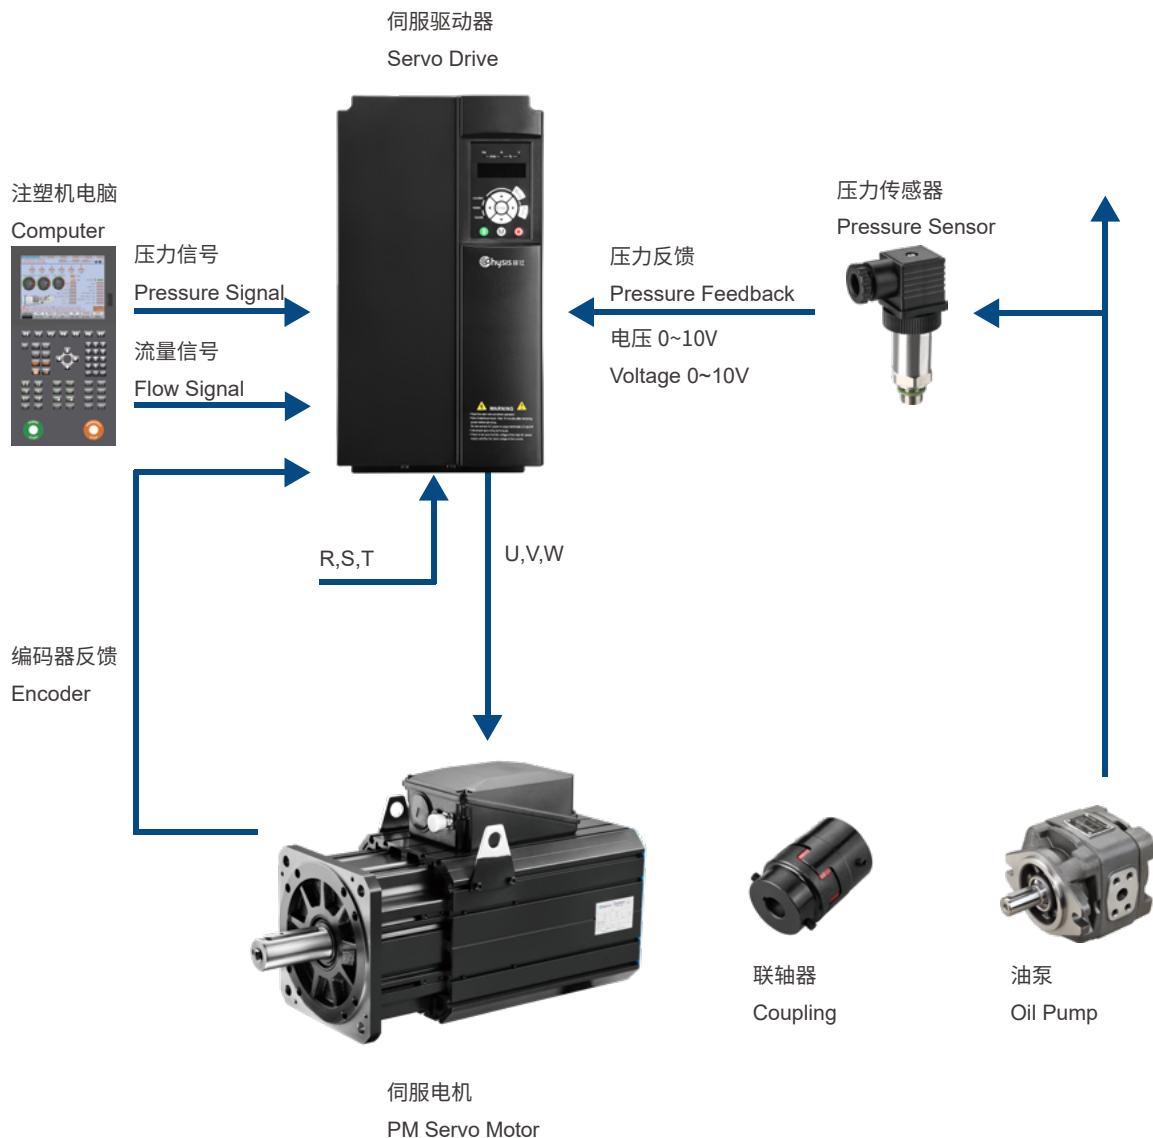 伺服驱动器
Servo Drive
注塑机电脑
Computer
压力信号
Pressure Signal
流量信号
Flow Signal
WARNING
压力反馈
Pressure Feedback
电压 0~10V
Voltage 0~10V
压力传感器
Pressure Sensor
R,S,T
U,V,W
编码器反馈
Encoder
联轴器
Coupling
油泵
Oil Pump
伺服电机
PM Servo Motor